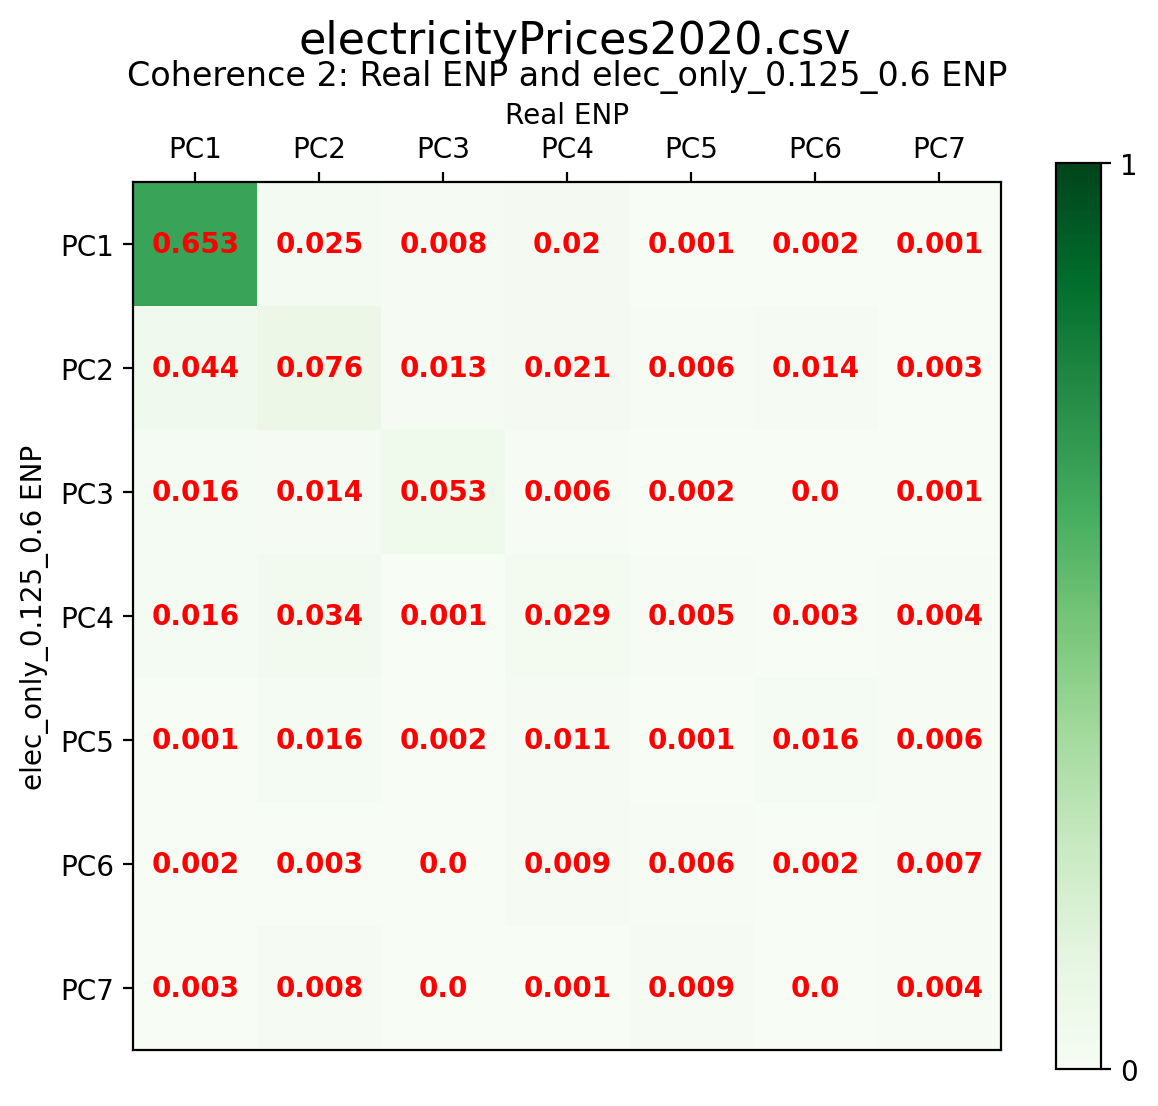 electricityPrices2020.csv
Coherence 2: Real ENP and elec_only_0.125_0.6 ENP
Real ENP
PC1 PC2 PC3 PC4 PC5 PC6 PC7
1
PC1 0.653 0.025 0.008 0.02 0.001 0.002 0.001
PC2 0.044 0.076 0.013 0.021 0.006 0.014 0.003
PC3 0.016 0.014 0.053 0.006 0.002 0.0 0.001
elec_only_0.125_0.6 ENP
PC4 0.016 0.034 0.001 0.029 0.005 0.003 0.004
PC5 0.001 0.016 0.002 0.011 0.001 0.016 0.006
PC6 0.002 0.003 0.0 0.009 0.006 0.002 0.007
PC7 0.003 0.008 0.0 0.001 0.009 0.0 0.004
0